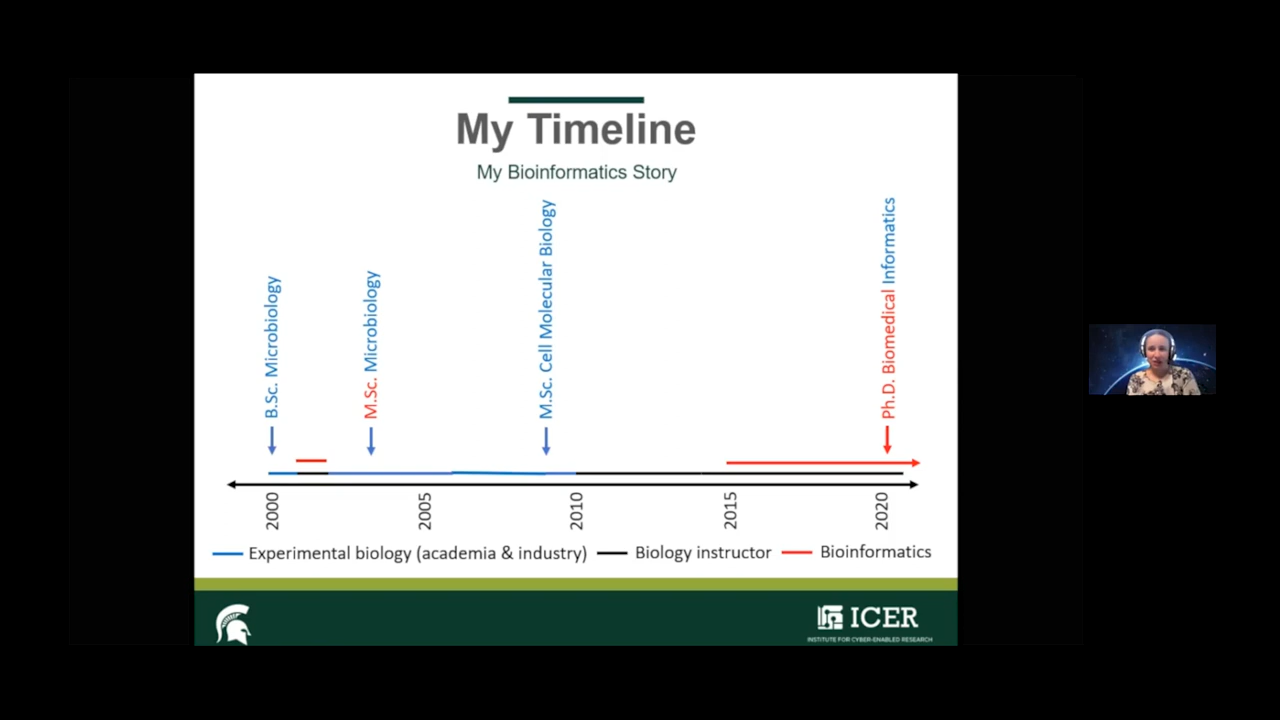 My Timeline
My Bioinformatics Story
B.Sc. Microbiology
M.Sc. Microbiology
M.Sc. Cell Molecular Biology
Ph.D. Biomedical Informatics
2000
2005
2010
2015
2020
Experimental biology (academia & industry)
Biology instructor
Bioinformatics
ICER
INSTITUTE FOR CYBER-ENABLED RESEARCH